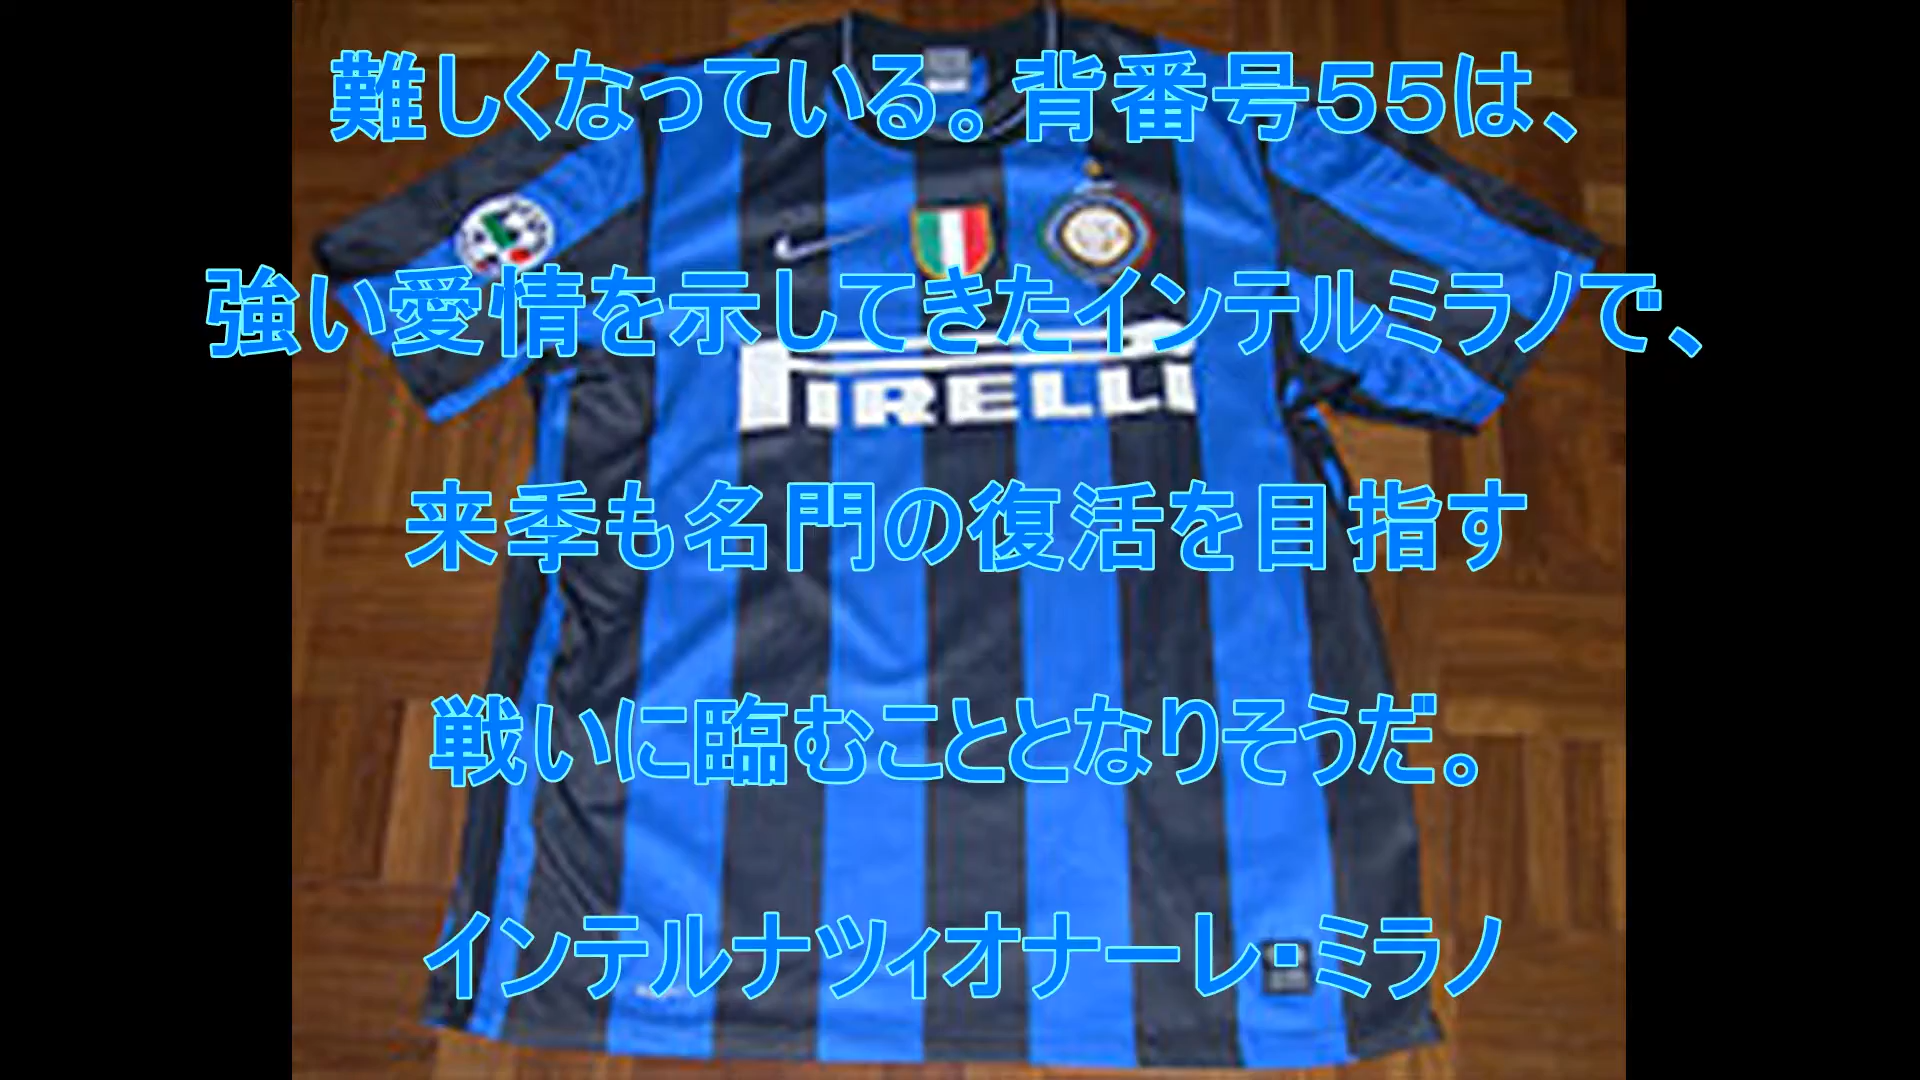 難しくなっている。背番号５５は、
強い愛情を示してきたインテルミラノで、
PIRELLI
来季も名門の復活を目指す
戦いに臨むこととなりそうだ。
インテルナツィオナーレ・ミラノ